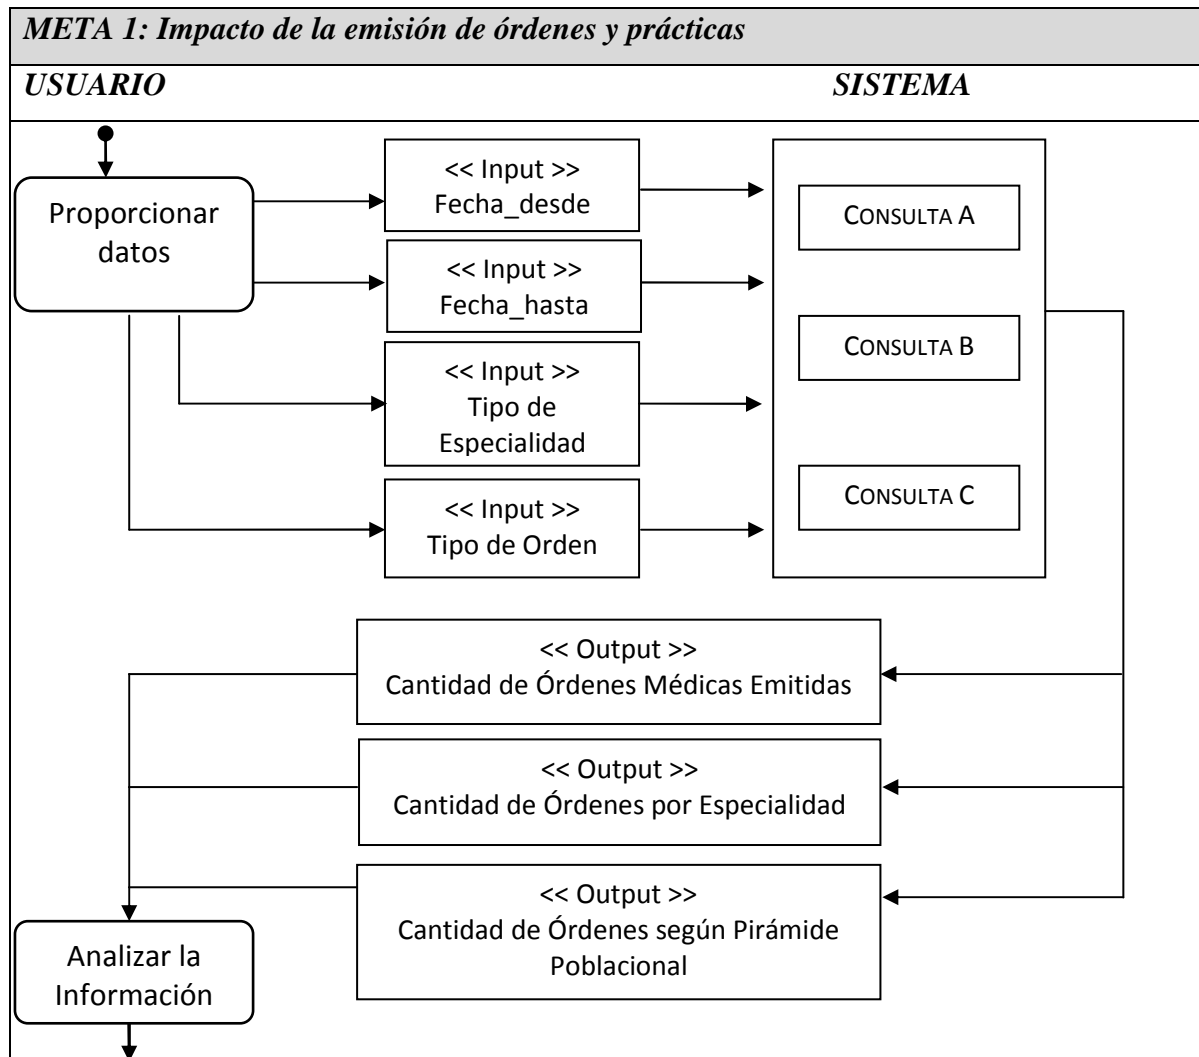 META 1: Impacto de la emisión de órdenes y prácticas
USUARIO
SISTEMA
Proporcionar
datos
<< Input >>
Fecha_desde
<< Input >>
Fecha_hasta
<< Input >>
Tipo de
Especialidad
<< Input >>
Tipo de Orden
CONSULTA A
CONSULTA B
CONSULTA C
<< Output >>
Cantidad de Órdenes Médicas Emitidas
<< Output >>
Cantidad de Órdenes por Especialidad
<< Output >>
Cantidad de Órdenes según Pirámide
Poblacional
Analizar la
Información